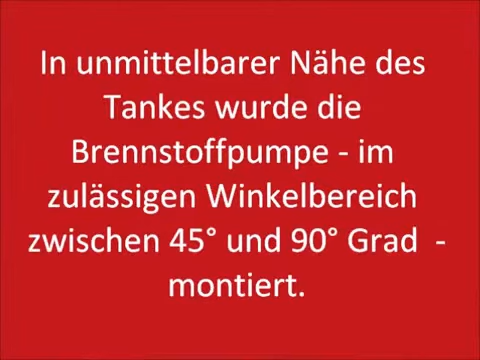 In unmittelbarer Nähe des
Tankes wurde die
Brennstoffpumpe - im
zulässigen Winkelbereich
zwischen 45° und 90° Grad  -
montiert.